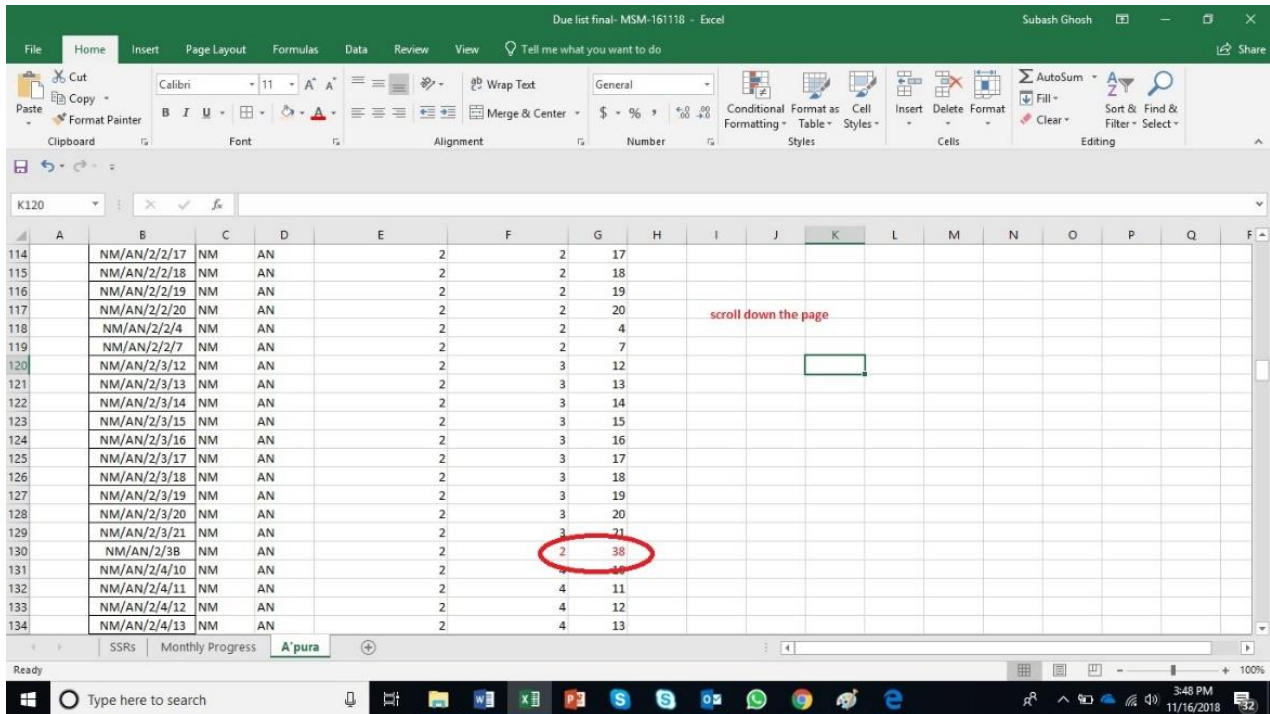 Due list final- MSM-161118 - Excel
Subash Ghosh
File Home Insert Page Layout Formulas Data Review View Tell me what you want to do Share
Cut
Copy
Format Painter
Paste
Clipboard
Calibri 11
B I U
Font
Wrap Text
Merge & Center
Alignment
General
$ % ,
Number
Conditional Formatting
Format as Table
Cell Styles
Styles
Insert Delete Format
Cells
AutoSum
Fill
Clear
Sort & Filter
Find & Select
Editing
K120 fx
A B C D E F G H I J K L M N O P Q
114 NM/AN/2/2/17 NM AN 2 2 17
115 NM/AN/2/2/18 NM AN 2 2 18
116 NM/AN/2/2/19 NM AN 2 2 19
117 NM/AN/2/2/20 NM AN 2 2 20
scroll down the page
118 NM/AN/2/2/4 NM AN 2 2 4
119 NM/AN/2/2/7 NM AN 2 2 7
120 NM/AN/2/3/12 NM AN 2 3 12
121 NM/AN/2/3/13 NM AN 2 3 13
122 NM/AN/2/3/14 NM AN 2 3 14
123 NM/AN/2/3/15 NM AN 2 3 15
124 NM/AN/2/3/16 NM AN 2 3 16
125 NM/AN/2/3/17 NM AN 2 3 17
126 NM/AN/2/3/18 NM AN 2 3 18
127 NM/AN/2/3/19 NM AN 2 3 19
128 NM/AN/2/3/20 NM AN 2 3 20
129 NM/AN/2/3/21 NM AN 2 3 21
130 NM/AN/2/3B NM AN 2 2 38
131 NM/AN/2/4/10 NM AN 2 4 10
132 NM/AN/2/4/11 NM AN 2 4 11
133 NM/AN/2/4/12 NM AN 2 4 12
134 NM/AN/2/4/13 NM AN 2 4 13
SSRs Monthly Progress A'pura
Ready 100%
Type here to search
3:48 PM
11/16/2018